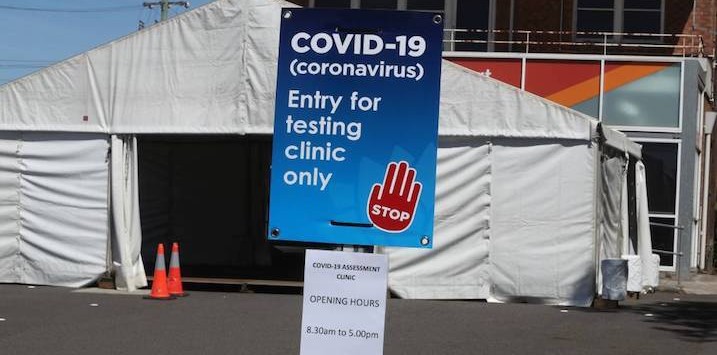 COVID-19
(coronavirus)
Entry for
testing
clinic
only
STOP
COVID-19 ASSESSMENT
CLINIC
OPENING HOURS
8.30am to 5.00pm